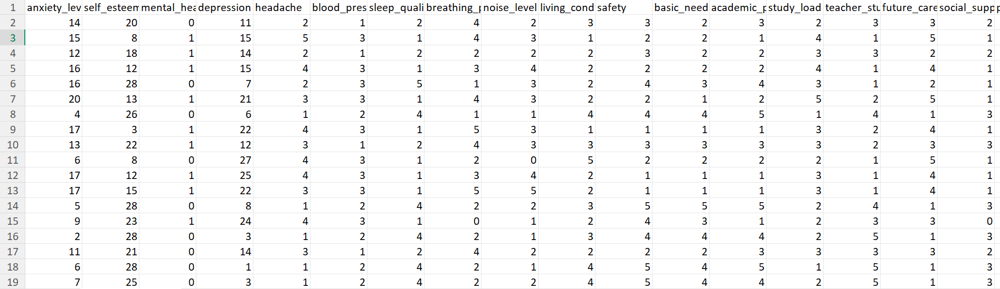 1 anxiety_lev self_esteem mental_hea depression headache blood_pres sleep_quali breathing_p noise_level living_cond safety basic_need academic_p study_load teacher_stu future_care social_supp p
2 14 20 0 11 2 1 2 4 2 3 3 2 3 2 3 3 2
3 15 8 1 15 5 3 1 4 3 1 2 2 1 4 1 5 1
4 12 18 1 14 2 1 2 2 2 2 3 2 2 3 3 2 2
5 16 12 1 15 4 3 1 3 4 2 2 2 2 4 1 4 1
6 16 28 0 7 2 3 5 1 3 2 4 3 4 3 1 2 1
7 20 13 1 21 3 3 1 4 3 2 2 1 2 5 2 5 1
8 4 26 0 6 1 2 4 1 1 4 4 4 5 1 4 1 3
9 17 3 1 22 4 3 1 5 3 1 1 1 1 3 2 4 1
10 13 22 1 12 3 1 2 4 3 3 3 3 3 3 2 3 3
11 6 8 0 27 4 3 1 2 0 5 2 2 2 2 1 5 1
12 17 12 1 25 4 3 1 3 4 2 1 1 1 3 1 4 1
13 17 15 1 22 3 3 1 5 5 2 1 1 1 3 1 4 1
14 5 28 0 8 1 2 4 2 2 3 5 5 5 2 4 1 3
15 9 23 1 24 4 3 1 0 1 2 4 3 1 2 3 3 0
16 2 28 0 3 1 2 4 2 1 3 4 4 4 2 5 1 3
17 11 21 0 14 3 1 2 4 2 2 2 2 3 3 3 3 2
18 6 28 0 1 1 2 4 2 1 4 5 4 5 1 5 1 3
19 7 25 0 3 1 2 4 2 2 4 5 4 4 2 5 1 3